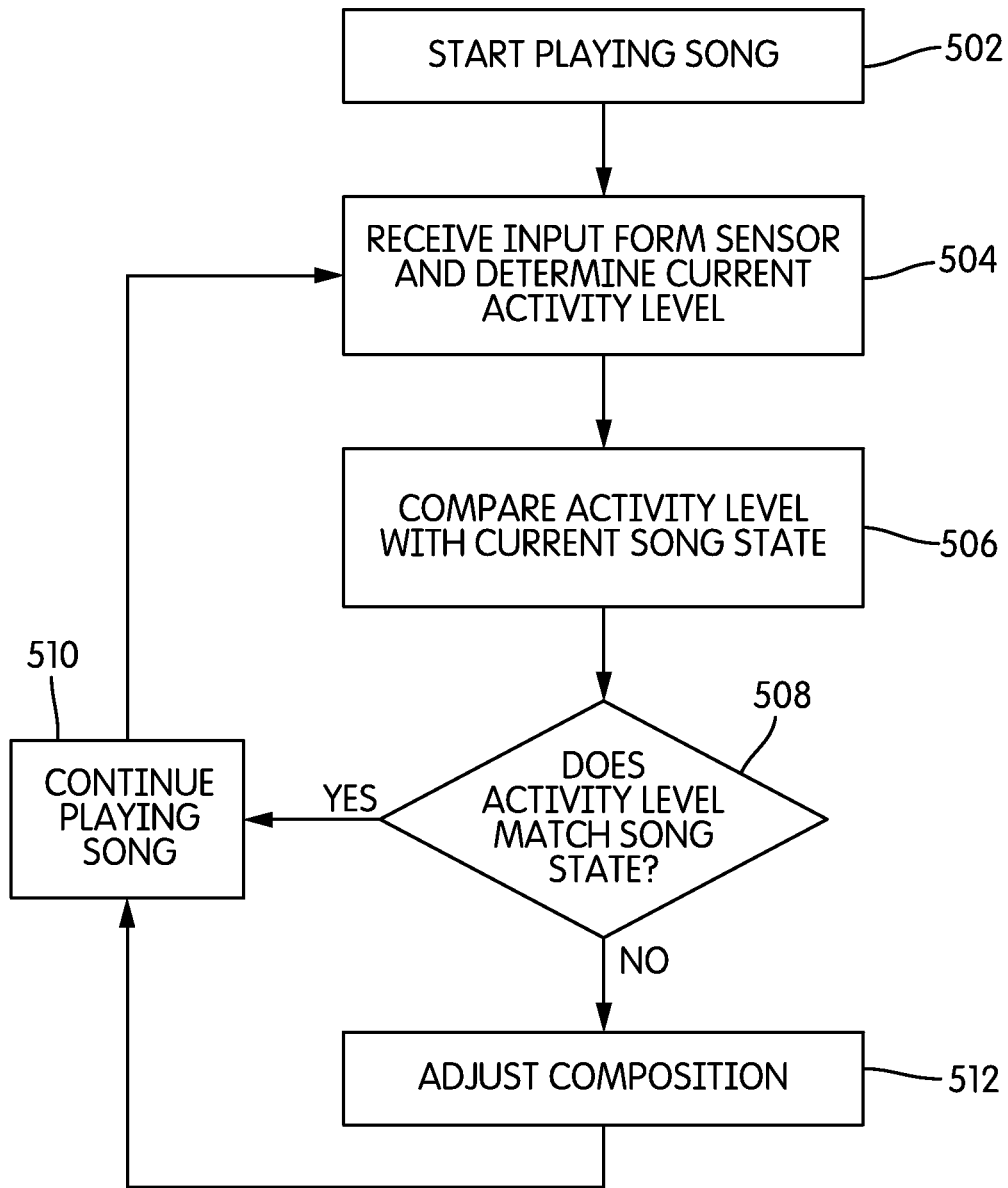 START PLAYING SONG
502
RECEIVE INPUT FORM SENSOR
AND DETERMINE CURRENT
ACTIVITY LEVEL
504
COMPARE ACTIVITY LEVEL
WITH CURRENT SONG STATE
506
510
508
CONTINUE
PLAYING
SONG
YES
DOES
ACTIVITY LEVEL
MATCH SONG
STATE?
NO
ADJUST COMPOSITION
512